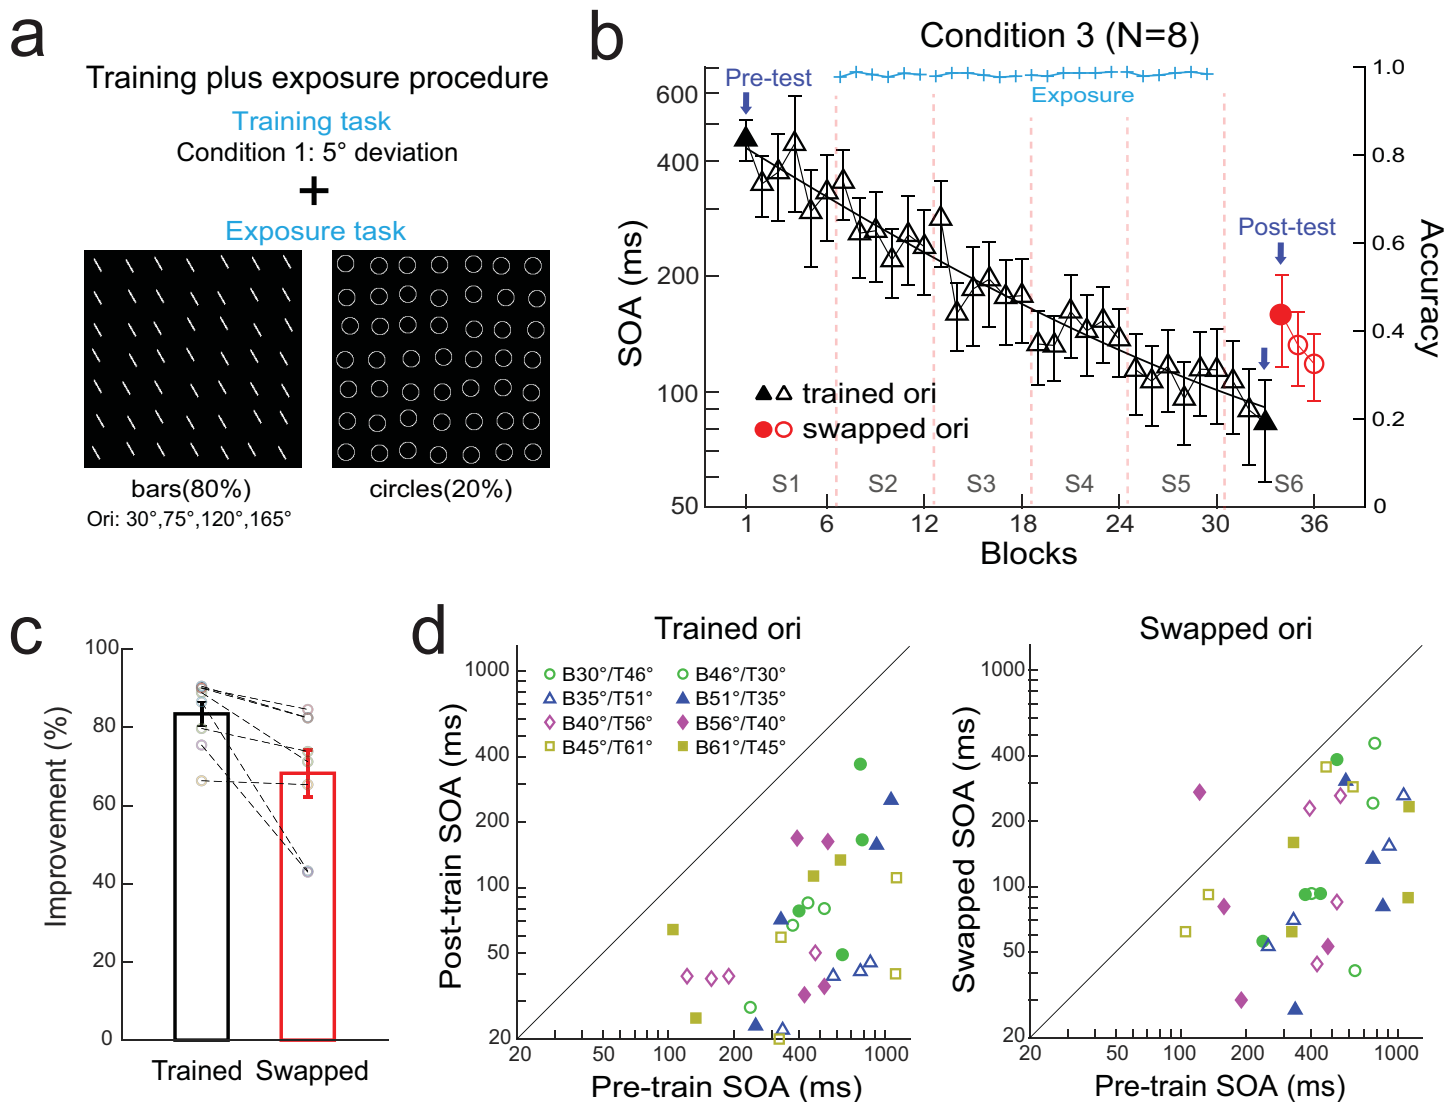 a
Training plus exposure procedure
Training task
Condition 1: 5° deviation
+
Exposure task
bars(80%)
circles(20%)
Ori: 30°,75°,120°,165°
b
Condition 3 (N=8)
Pre-test
Exposure
Post-test
SOA (ms)
600
400
200
100
50
1.0
0.8
0.6
0.4
0.2
0
Accuracy
trained ori
swapped ori
S1 S2 S3 S4 S5 S6
1 6 12 18 24 30 36
Blocks
c
Improvement (%)
100
80
60
40
20
0
Trained Swapped
d
Trained ori
B30°/T46° B46°/T30°
B35°/T51° B51°/T35°
B40°/T56° B56°/T40°
B45°/T61° B61°/T45°
Post-train SOA (ms)
1000
400
200
100
50
20
20 50 100 200 400 1000
Pre-train SOA (ms)
Swapped ori
Swapped SOA (ms)
1000
400
200
100
50
20
20 50 100 200 400 1000
Pre-train SOA (ms)